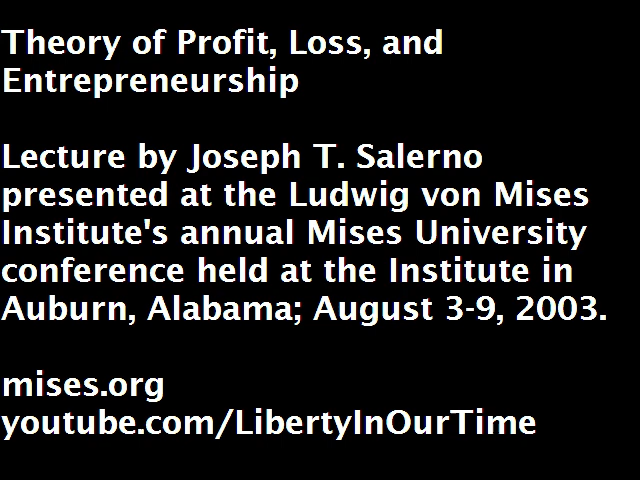 Theory of Profit, Loss, and
Entrepreneurship
Lecture by Joseph T. Salerno
presented at the Ludwig von Mises
Institute's annual Mises University
conference held at the Institute in
Auburn, Alabama; August 3-9, 2003.
mises.org
youtube.com/LibertyInOurTime